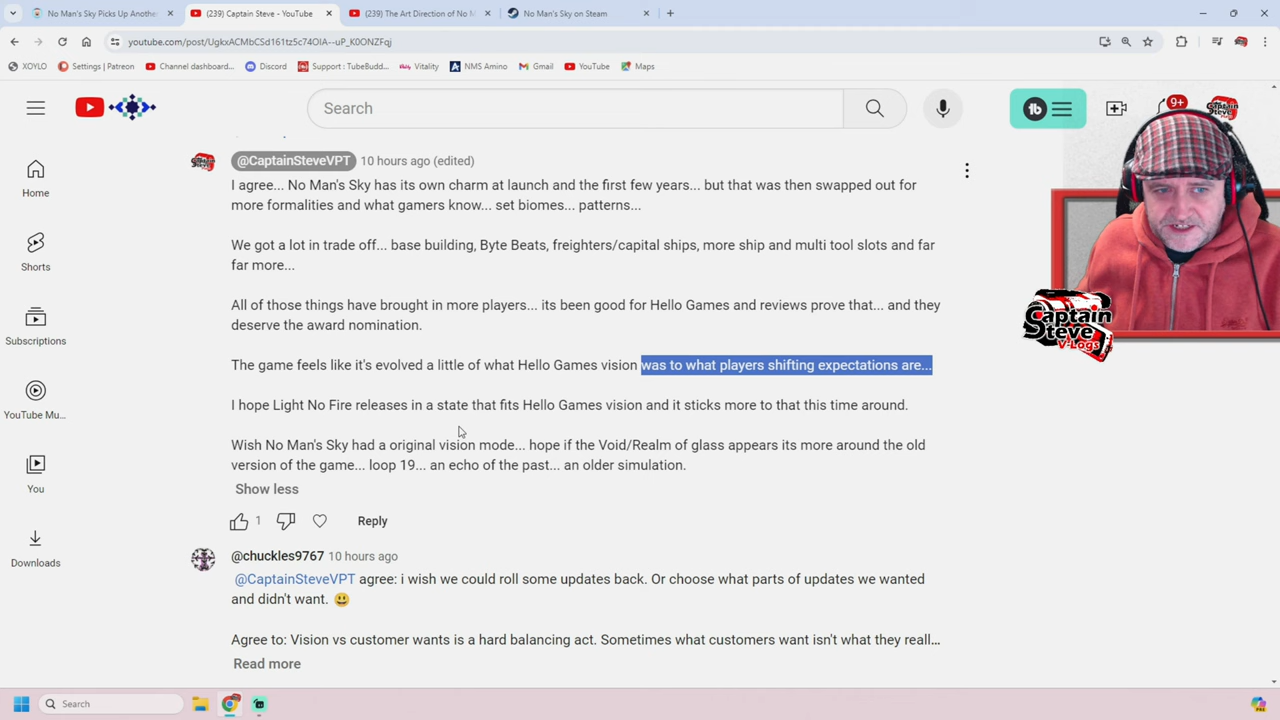 No Man's Sky Picks Up Anothe
(239) Captain Steve - YouTube
(239) The Art Direction of No M
No Man's Sky on Steam
youtube.com/post/UgkxACMbCSd161tz5c74OIA--uP_K0ONZFqj
XOYLO
Settings | Patreon
Channel dashboard...
Discord
Support : TubeBudd...
Vitality
NMS Amino
Gmail
YouTube
Maps
Search
9+
Home
Shorts
Subscriptions
YouTube Mu...
You
Downloads
@CaptainSteveVPT 10 hours ago (edited)
I agree... No Man's Sky has its own charm at launch and the first few years... but that was then swapped out for
more formalities and what gamers know... set biomes... patterns...
We got a lot in trade off... base building, Byte Beats, freighters/capital ships, more ship and multi tool slots and far
far more...
All of those things have brought in more players... its been good for Hello Games and reviews prove that... and they
deserve the award nomination.
The game feels like it's evolved a little of what Hello Games vision was to what players shifting expectations are...
I hope Light No Fire releases in a state that fits Hello Games vision and it sticks more to that this time around.
Wish No Man's Sky had a original vision mode... hope if the Void/Realm of glass appears its more around the old
version of the game... loop 19... an echo of the past... an older simulation.
Show less
1
Reply
@chuckles9767 10 hours ago
@CaptainSteveVPT agree: i wish we could roll some updates back. Or choose what parts of updates we wanted
and didn't want.
Agree to: Vision vs customer wants is a hard balancing act. Sometimes what customers want isn't what they reall...
Read more
Captain
Steve
V-Logs
Search